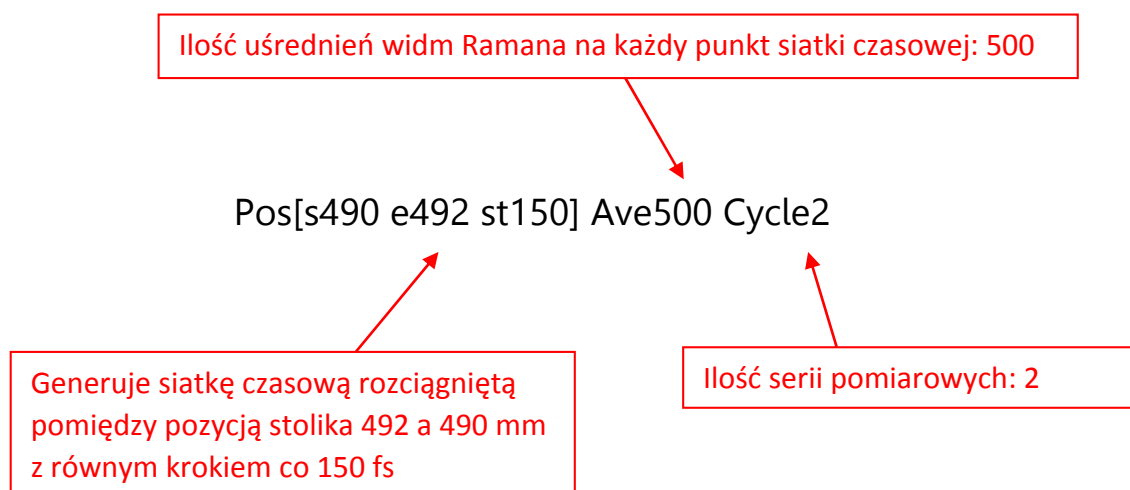 Ilość uśrednień widm Ramana na każdy punkt siatki czasowej: 500
Pos[s490 e492 st150] Ave500 Cycle2
Generuje siatkę czasową rozciągniętą
pomiędzy pozycją stolika 492 a 490 mm
z równym krokiem co 150 fs
Ilość serii pomiarowych: 2